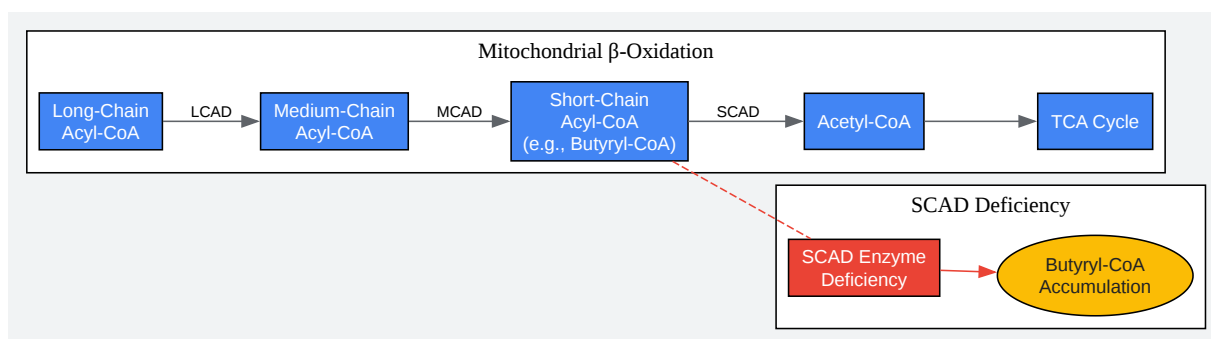 Mitochondrial β-Oxidation
Long-Chain
Acyl-CoA
LCAD
Medium-Chain
Acyl-CoA
MCAD
Short-Chain
Acyl-CoA
(e.g., Butyryl-CoA)
SCAD
Acetyl-CoA
TCA Cycle
SCAD Deficiency
SCAD Enzyme
Deficiency
Butyryl-CoA
Accumulation